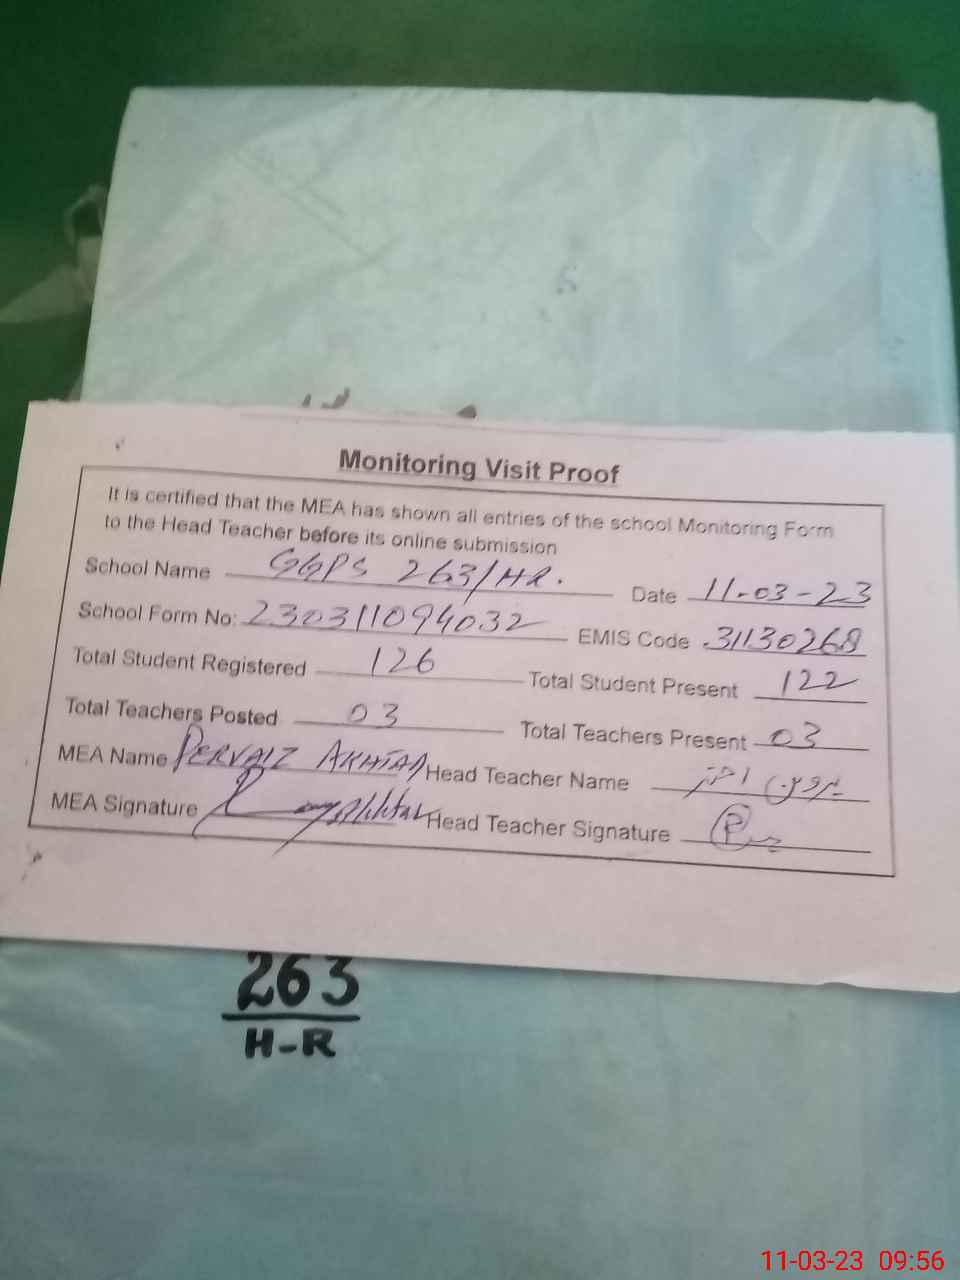 Monitoring Visit Proof
It is certified that the MEA has shown all entries of the school Monitoring Form
to the Head Teacher before its online submission
School Name GGPS 263/HR. Date 11-03-23
School Form No: 230311094032 EMIS Code 31130268
Total Student Registered 126 Total Student Present 122
Total Teachers Posted 03 Total Teachers Present 03
MEA Name PERVAIZ AKHTAR Head Teacher Name
MEA Signature Head Teacher Signature
263
H-R
11-03-23 09:56